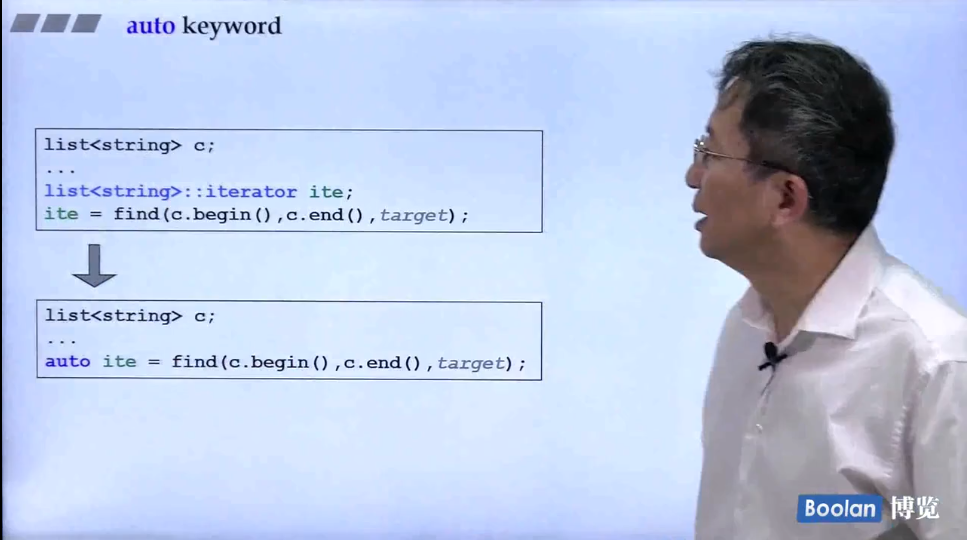 auto keyword
list<string> c;
...
list<string>::iterator ite;
ite = find(c.begin(),c.end(),target);
list<string> c;
...
auto ite = find(c.begin(),c.end(),target);
Boolan 博览